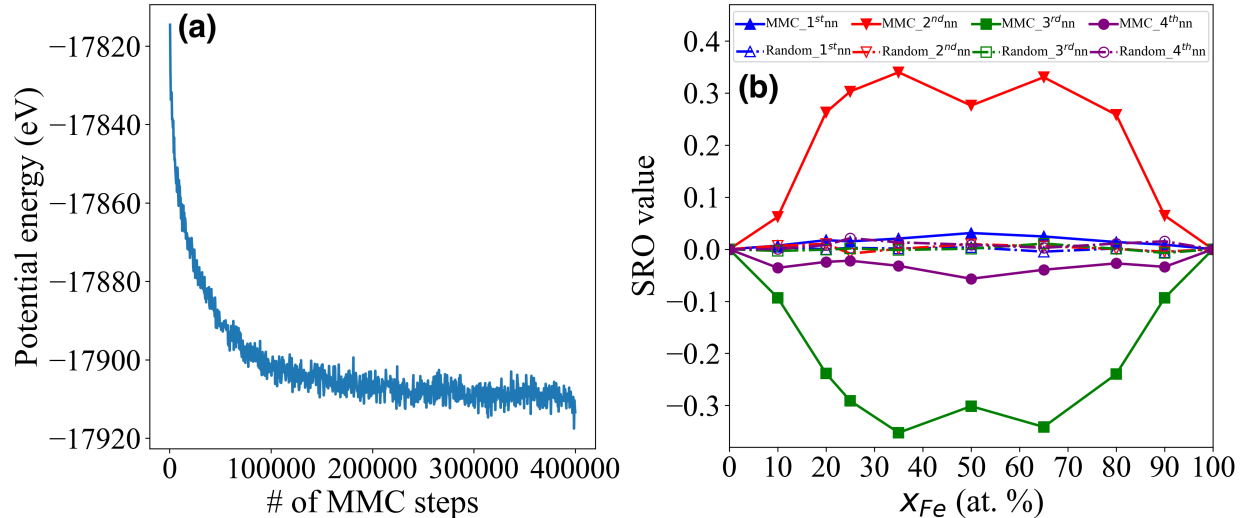 (a)
−17820
−17840
−17860
−17880
−17900
−17920
Potential energy (eV)
0 100000 200000 300000 400000
# of MMC steps
MMC_1ˢᵗnn MMC_2ⁿᵈnn MMC_3ʳᵈnn MMC_4ᵗʰnn
Random_1ˢᵗnn Random_2ⁿᵈnn Random_3ʳᵈnn Random_4ᵗʰnn
(b)
0.4
0.3
0.2
0.1
0.0
−0.1
−0.2
−0.3
SRO value
0 10 20 30 40 50 60 70 80 90 100
x_Fe (at. %)